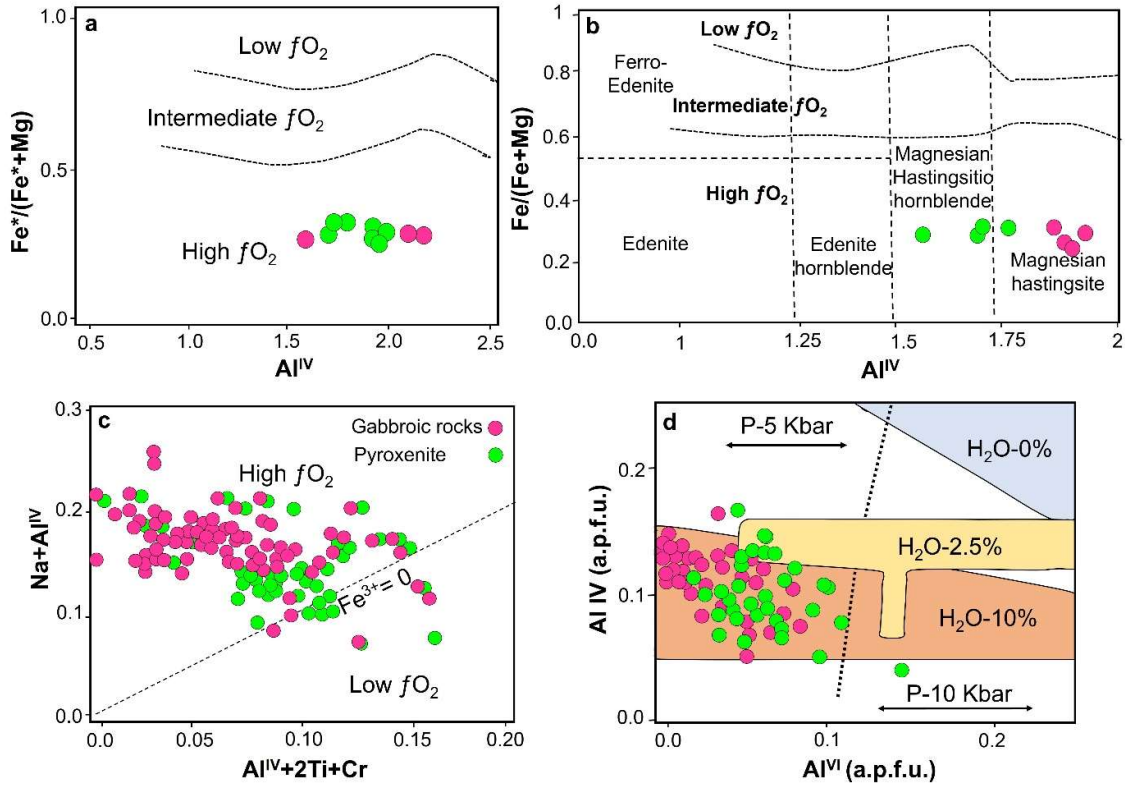 a
1.0
0.5
0.0
Fe*/(Fe*+Mg)
Low ƒO₂
Intermediate ƒO₂
High ƒO₂
0.5
1.0
1.5
2.0
2.5
Alᴵⱽ
b
1
0.8
0.6
0.4
0.2
0
Fe/(Fe+Mg)
Low ƒO₂
Ferro-
Edenite
Intermediate ƒO₂
Magnesian
Hastingsitio
hornblende
High ƒO₂
Edenite
Edenite
hornblende
Magnesian
hastingsite
0.0
1
1.25
1.5
1.75
2
Alᴵⱽ
c
0.3
0.2
0.1
0.0
Na+Alᴵⱽ
Gabbroic rocks
Pyroxenite
High ƒO₂
Fe³⁺= 0
Low ƒO₂
0.0
0.05
0.10
0.15
0.20
Alᴵⱽ+2Ti+Cr
d
P-5 Kbar
H₂O-0%
H₂O-2.5%
H₂O-10%
P-10 Kbar
0.2
0.1
0.0
Al IV (a.p.f.u.)
0.0
0.1
0.2
Alⱽᴵ (a.p.f.u.)